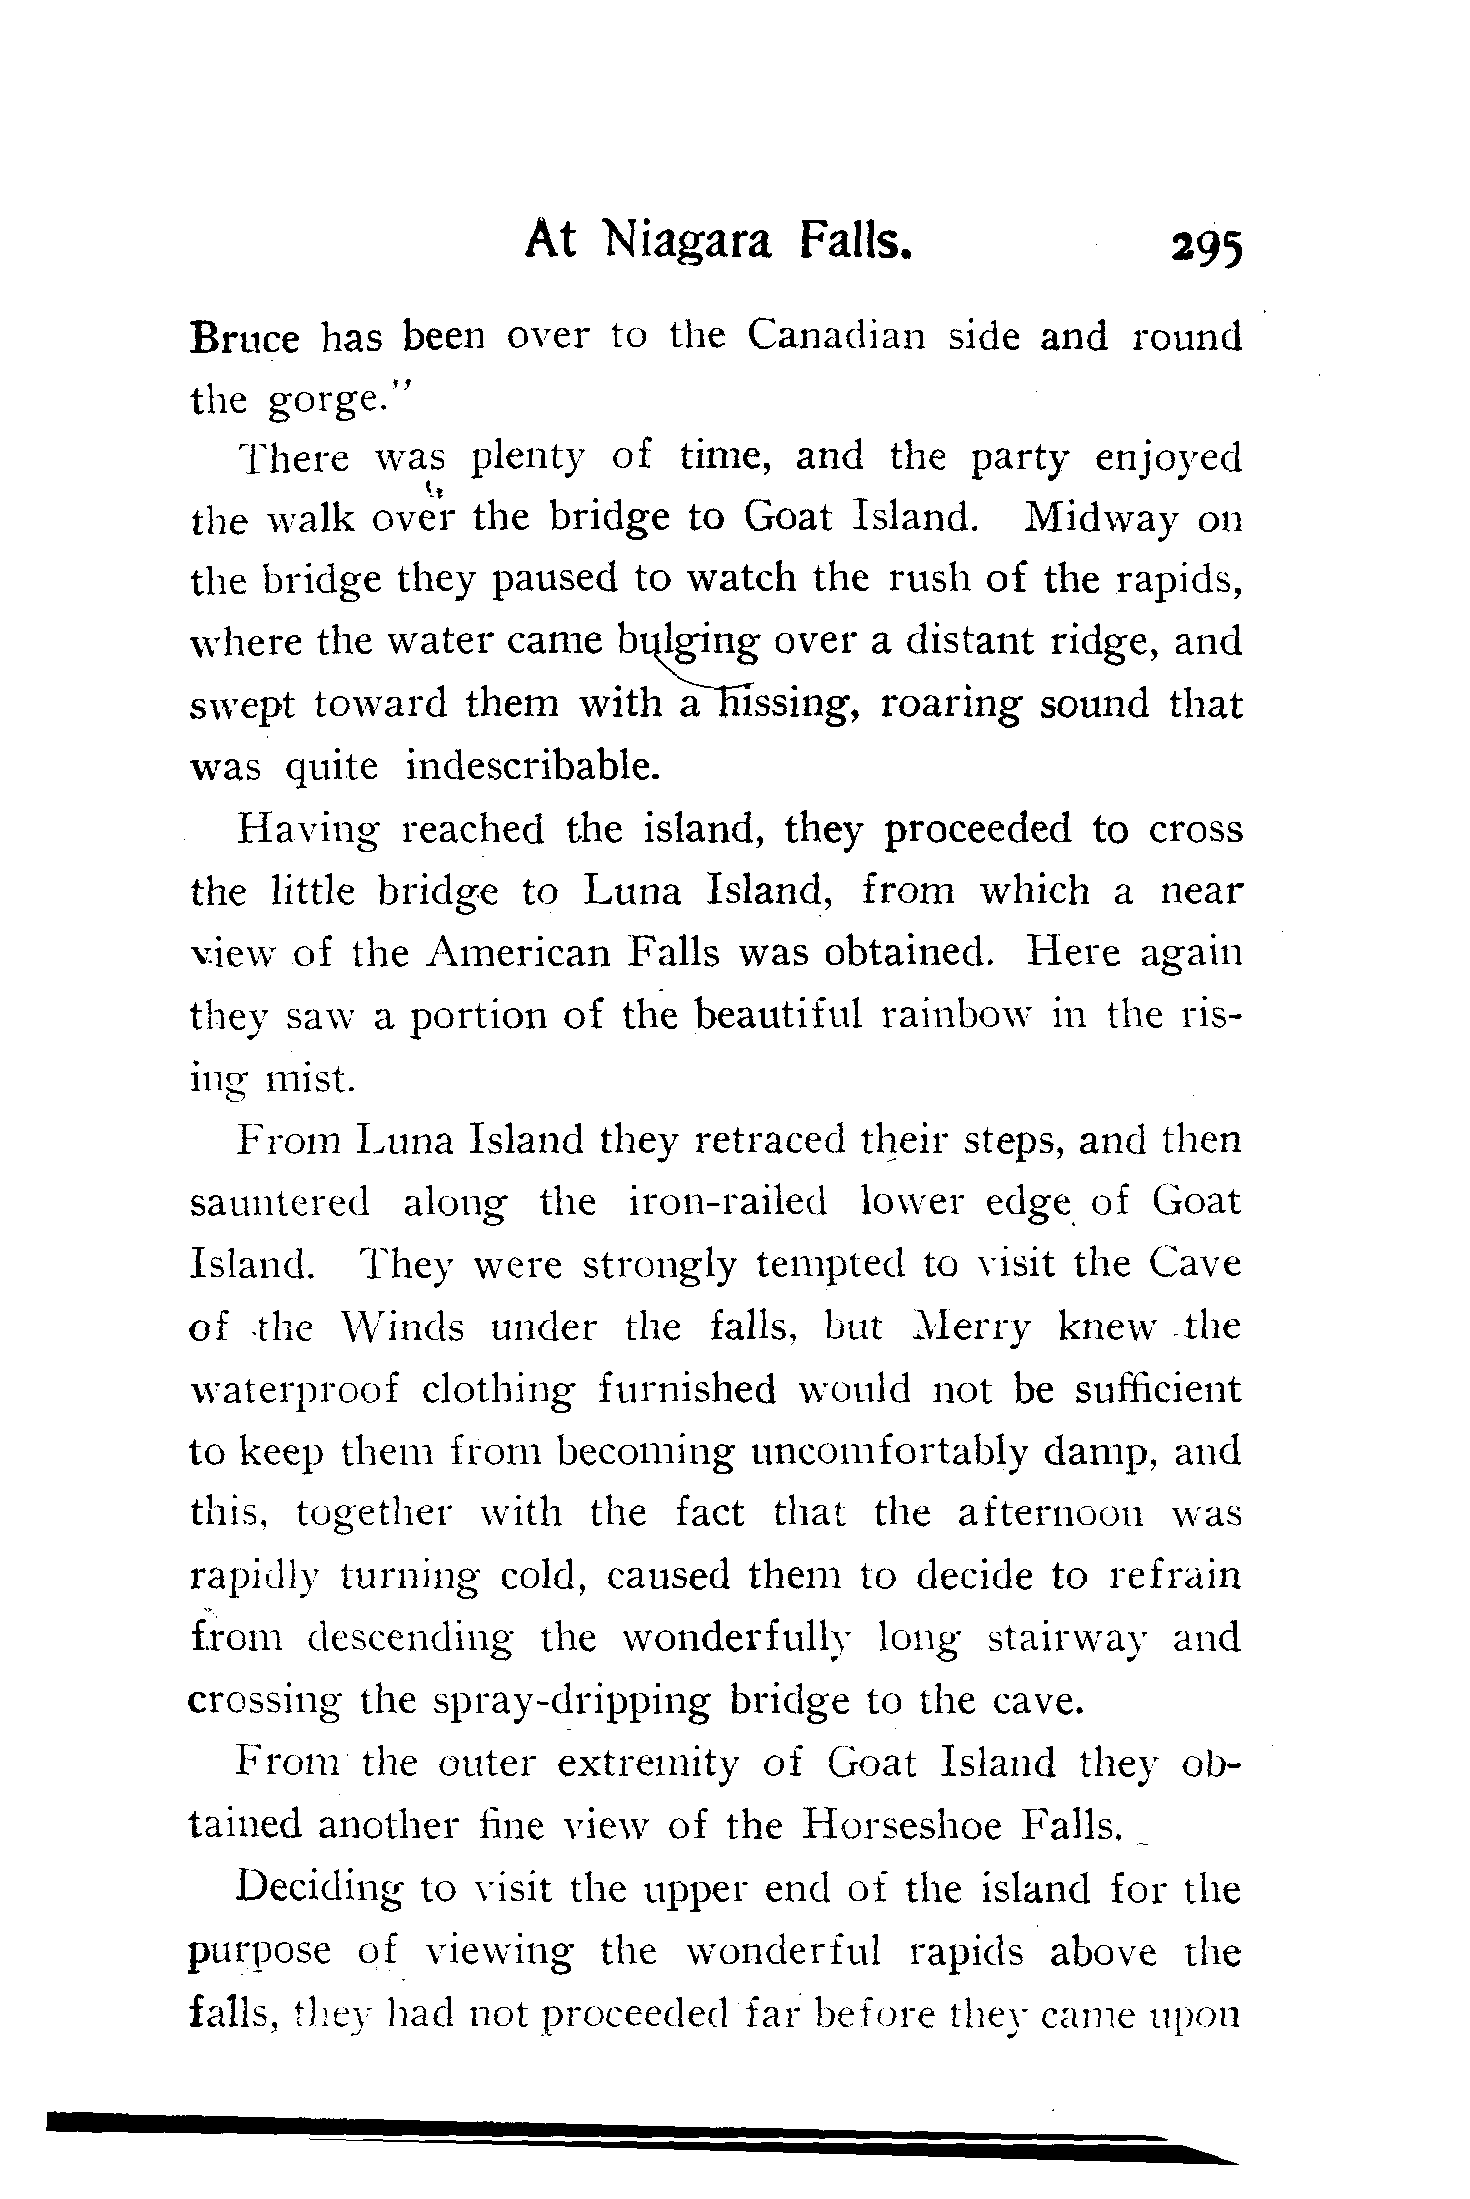 At Niagara Falls. 295
Bruce has been over to the Canadian side and round
the gorge."
There was plenty of time, and the party enjoyed
the walk over the bridge to Goat Island. Midway on
the bridge they paused to watch the rush of the rapids,
where the water came bulging over a distant ridge, and
swept toward them with a hissing, roaring sound that
was quite indescribable.
Having reached the island, they proceeded to cross
the little bridge to Luna Island, from which a near
view of the American Falls was obtained. Here again
they saw a portion of the beautiful rainbow in the ris-
ing mist.
From Luna Island they retraced their steps, and then
sauntered along the iron-railed lower edge of Goat
Island. They were strongly tempted to visit the Cave
of the Winds under the falls, but Merry knew the
waterproof clothing furnished would not be sufficient
to keep them from becoming uncomfortably damp, and
this, together with the fact that the afternoon was
rapidly turning cold, caused them to decide to refrain
from descending the wonderfully long stairway and
crossing the spray-dripping bridge to the cave.
From the outer extremity of Goat Island they ob-
tained another fine view of the Horseshoe Falls.
Deciding to visit the upper end of the island for the
purpose of viewing the wonderful rapids above the
falls, they had not proceeded far before they came upon